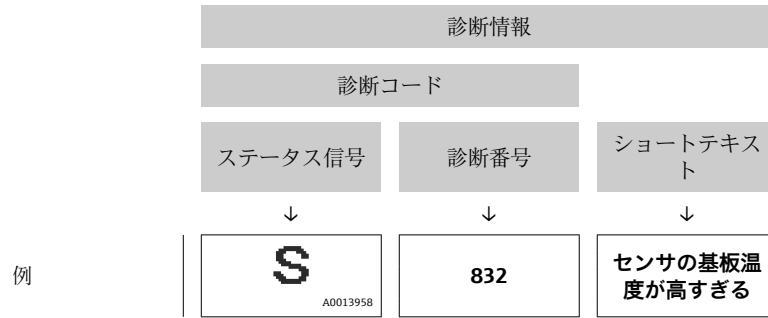 診断情報
診断コード
ステータス信号
診断番号
ショートテキス
ト
↓
↓
↓
例
S
A0013958
832
センサの基板温
度が高すぎる